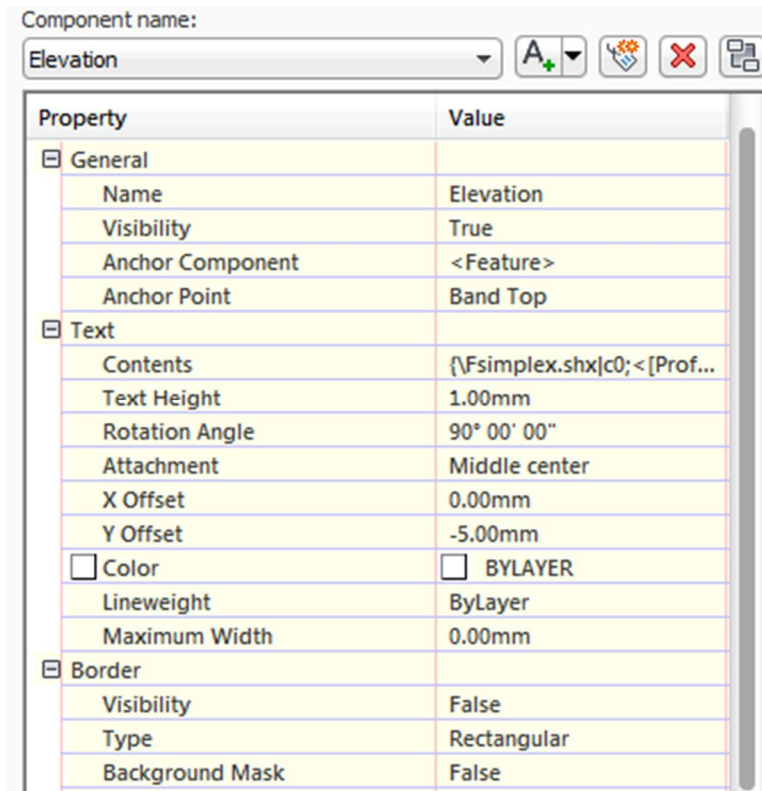 Component name:
Elevation
Property Value
General
Name Elevation
Visibility True
Anchor Component <Feature>
Anchor Point Band Top
Text
Contents {\Fsimplex.shx|c0;<[Prof...
Text Height 1.00mm
Rotation Angle 90° 00' 00"
Attachment Middle center
X Offset 0.00mm
Y Offset -5.00mm
Color BYLAYER
Lineweight ByLayer
Maximum Width 0.00mm
Border
Visibility False
Type Rectangular
Background Mask False